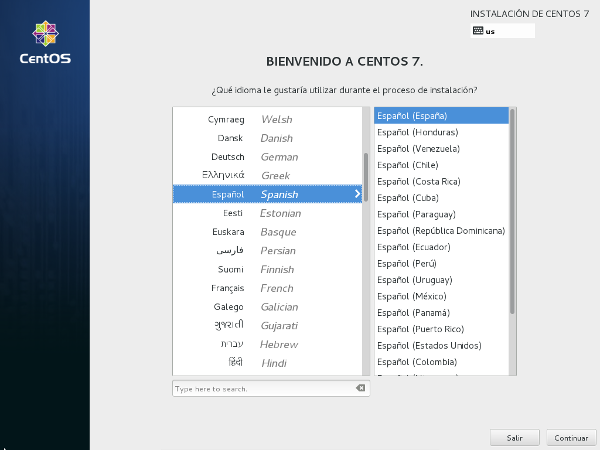 INSTALACIÓN DE CENTOS 7
us
CentOS
BIENVENIDO A CENTOS 7.
¿Qué idioma le gustaría utilizar durante el proceso de instalación?
Cymraeg Welsh
Dansk Danish
Deutsch German
Ελληνικά Greek
Español Spanish
Eesti Estonian
Euskara Basque
فارسی Persian
Suomi Finnish
Français French
Galego Galician
ગુજરાતી Gujarati
עברית Hebrew
हिंदी Hindi
Español (España)
Español (Honduras)
Español (Venezuela)
Español (Chile)
Español (Costa Rica)
Español (Cuba)
Español (Paraguay)
Español (República Dominicana)
Español (Ecuador)
Español (Perú)
Español (Uruguay)
Español (México)
Español (Panamá)
Español (Puerto Rico)
Español (Estados Unidos)
Español (Colombia)
Type here to search.
Salir
Continuar